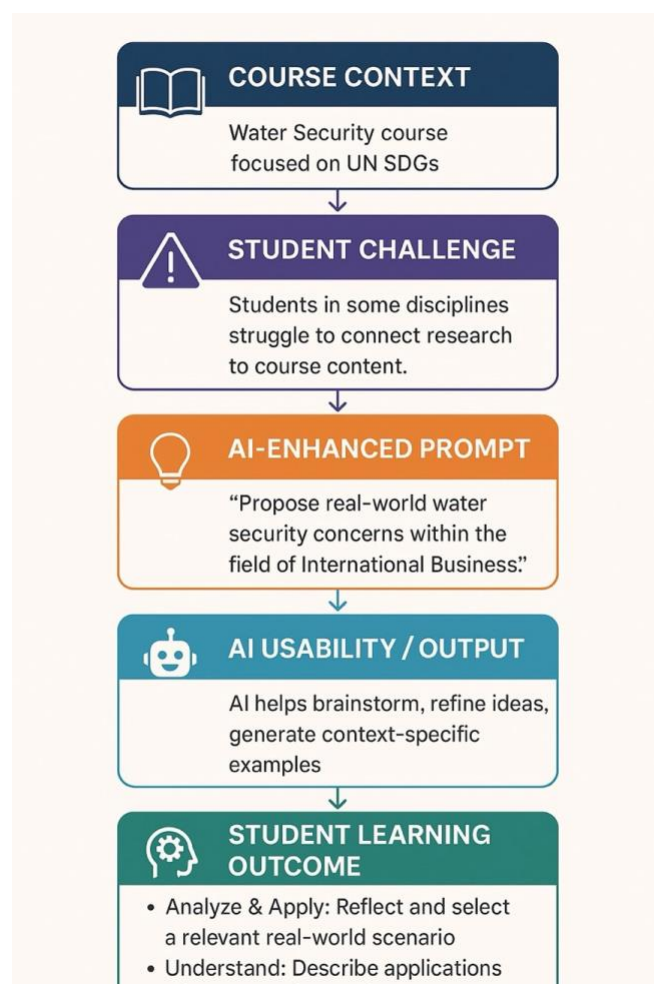 COURSE CONTEXT
Water Security course
focused on UN SDGs
STUDENT CHALLENGE
Students in some disciplines
struggle to connect research
to course content.
AI-ENHANCED PROMPT
“Propose real-world water
security concerns within the
field of International Business.”
AI USABILITY / OUTPUT
AI helps brainstorm, refine ideas,
generate context-specific
examples
STUDENT LEARNING
OUTCOME
• Analyze & Apply: Reflect and select
a relevant real-world scenario
• Understand: Describe applications